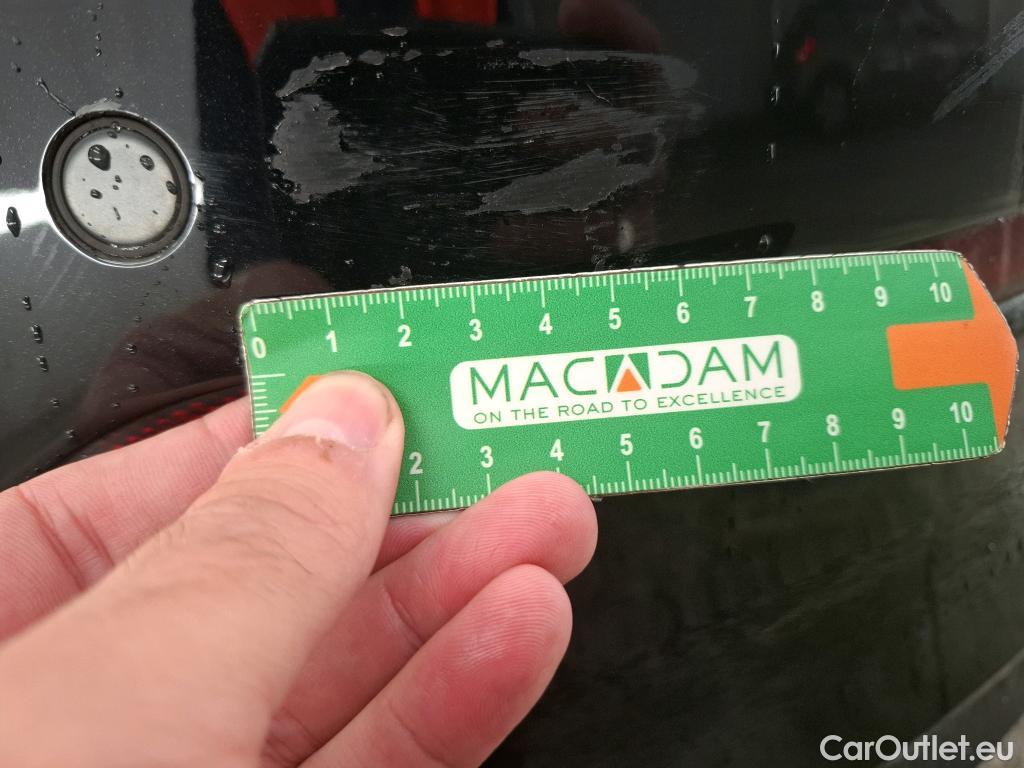 0 1 2 3 4 5 6 7 8 9 10
MACADAM
ON THE ROAD TO EXCELLENCE
2 3 4 5 6 7 8 9 10
CarOutlet.eu